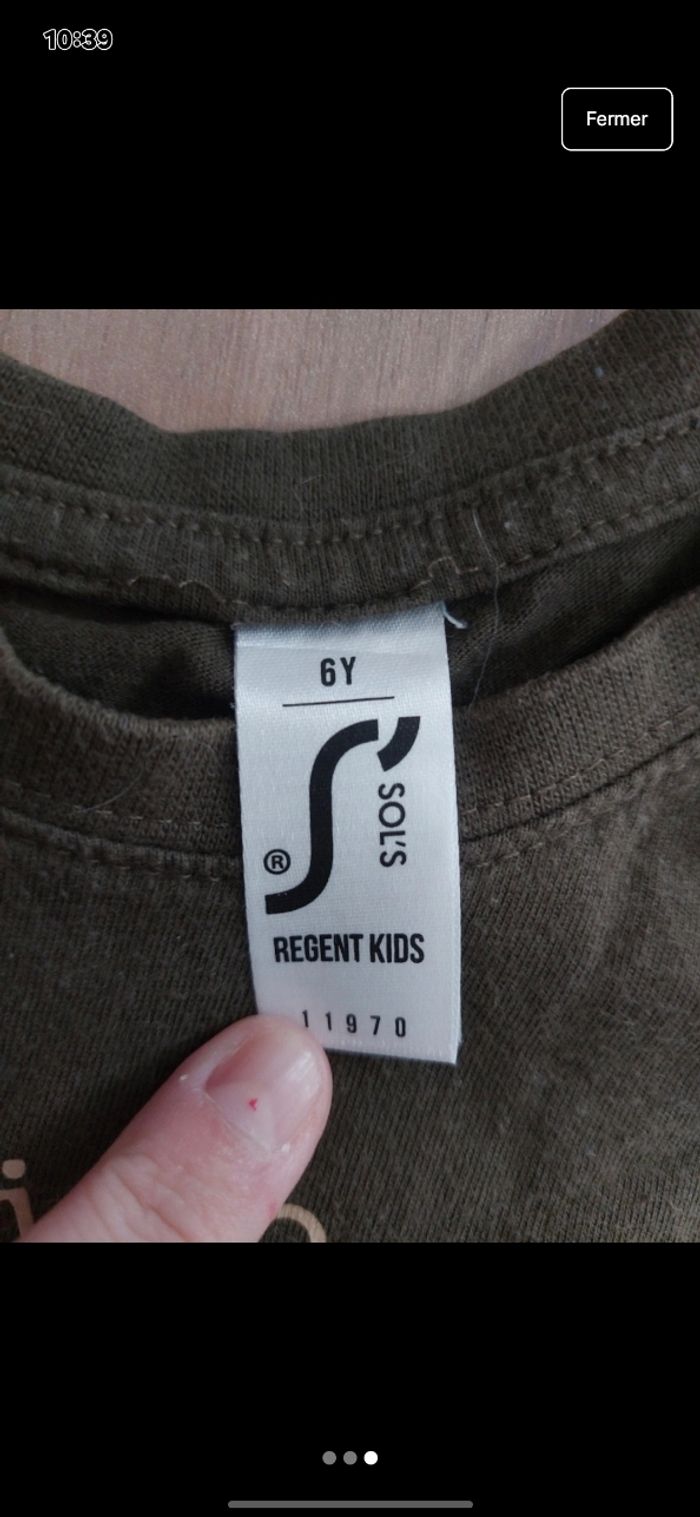 10:39
Fermer
6Y
SOL'S
®
REGENT KIDS
11970